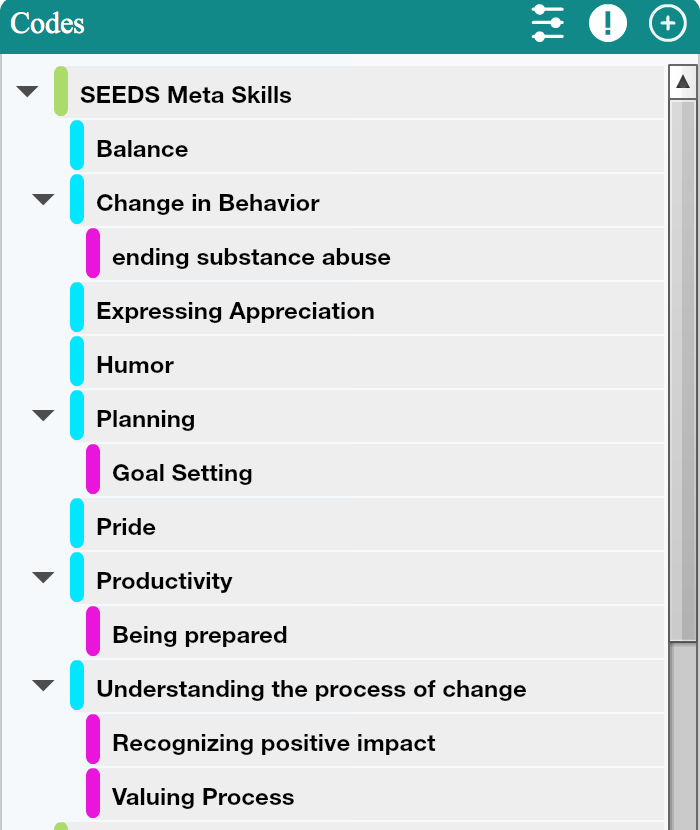 Codes
SEEDS Meta Skills
Balance
Change in Behavior
ending substance abuse
Expressing Appreciation
Humor
Planning
Goal Setting
Pride
Productivity
Being prepared
Understanding the process of change
Recognizing positive impact
Valuing Process